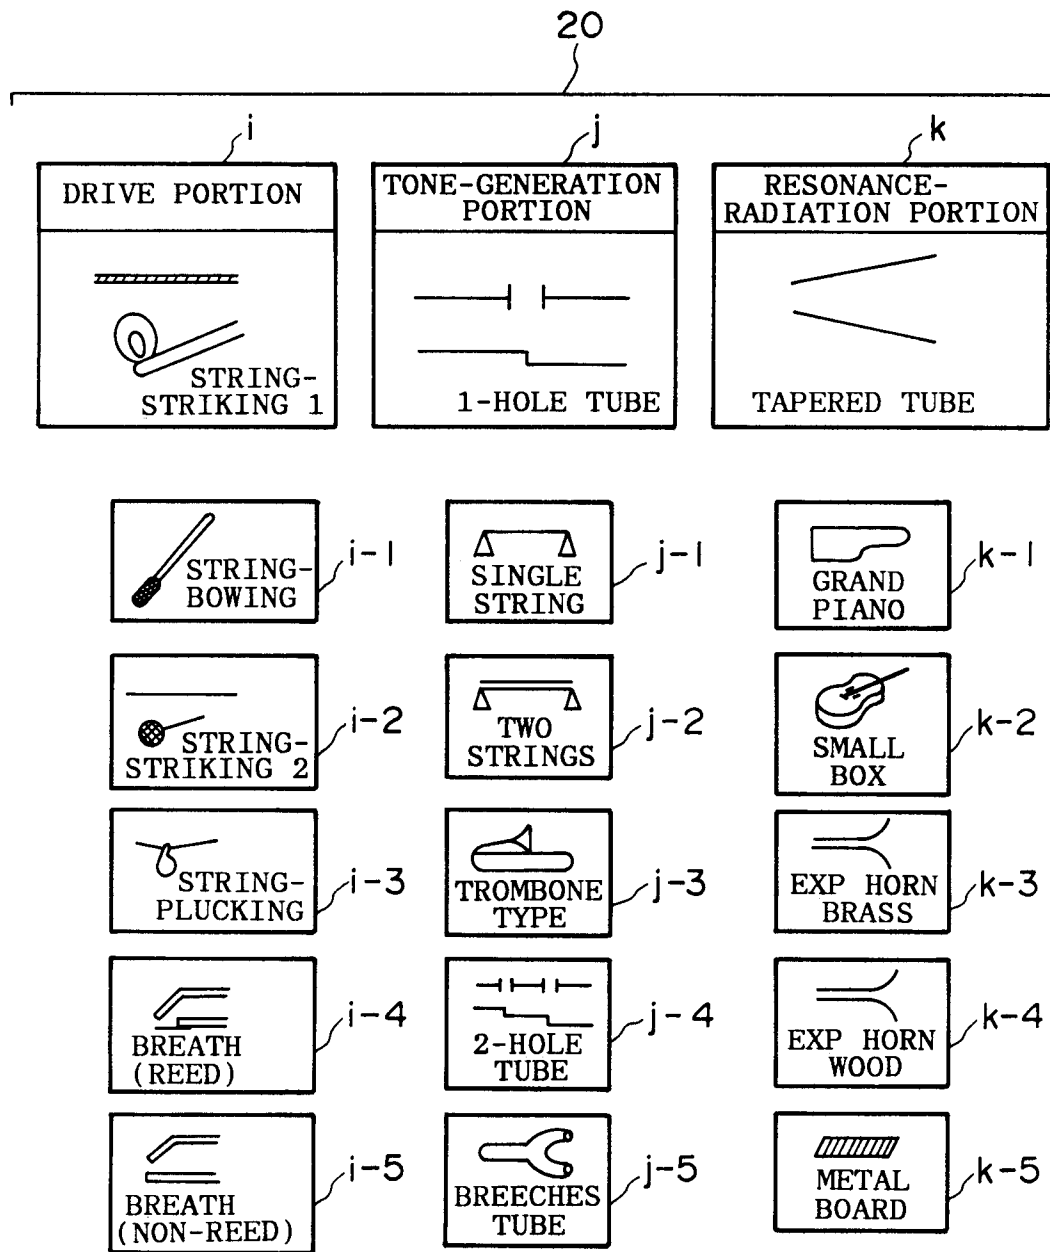 20
i
j
k
DRIVE PORTION
TONE-GENERATION
PORTION
RESONANCE-
RADIATION PORTION
STRING-
STRIKING 1
1-HOLE TUBE
TAPERED TUBE
STRING-
BOWING
i-1
SINGLE
STRING
j-1
GRAND
PIANO
k-1
STRING-
STRIKING 2
i-2
TWO
STRINGS
j-2
SMALL
BOX
k-2
STRING-
PLUCKING
i-3
TROMBONE
TYPE
j-3
EXP HORN
BRASS
k-3
BREATH
(REED)
i-4
2-HOLE
TUBE
j-4
EXP HORN
WOOD
k-4
BREATH
(NON-REED)
i-5
BREECHES
TUBE
j-5
METAL
BOARD
k-5